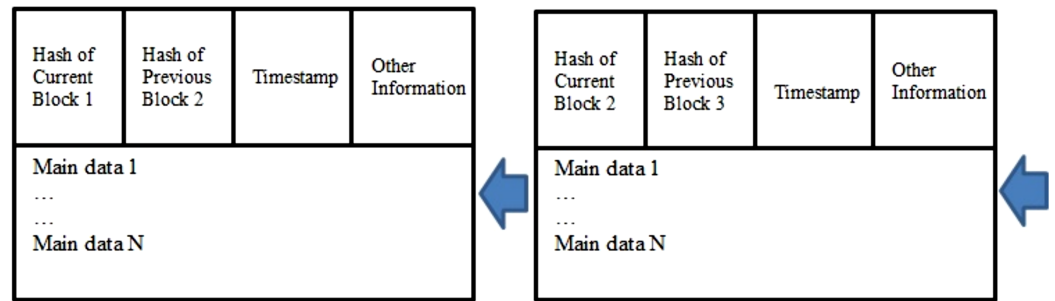 Hash of
Current
Block 1
Hash of
Previous
Block 2
Timestamp
Other
Information
Main data 1
...
...
Main data N
Hash of
Current
Block 2
Hash of
Previous
Block 3
Timestamp
Other
Information
Main data 1
...
...
Main data N